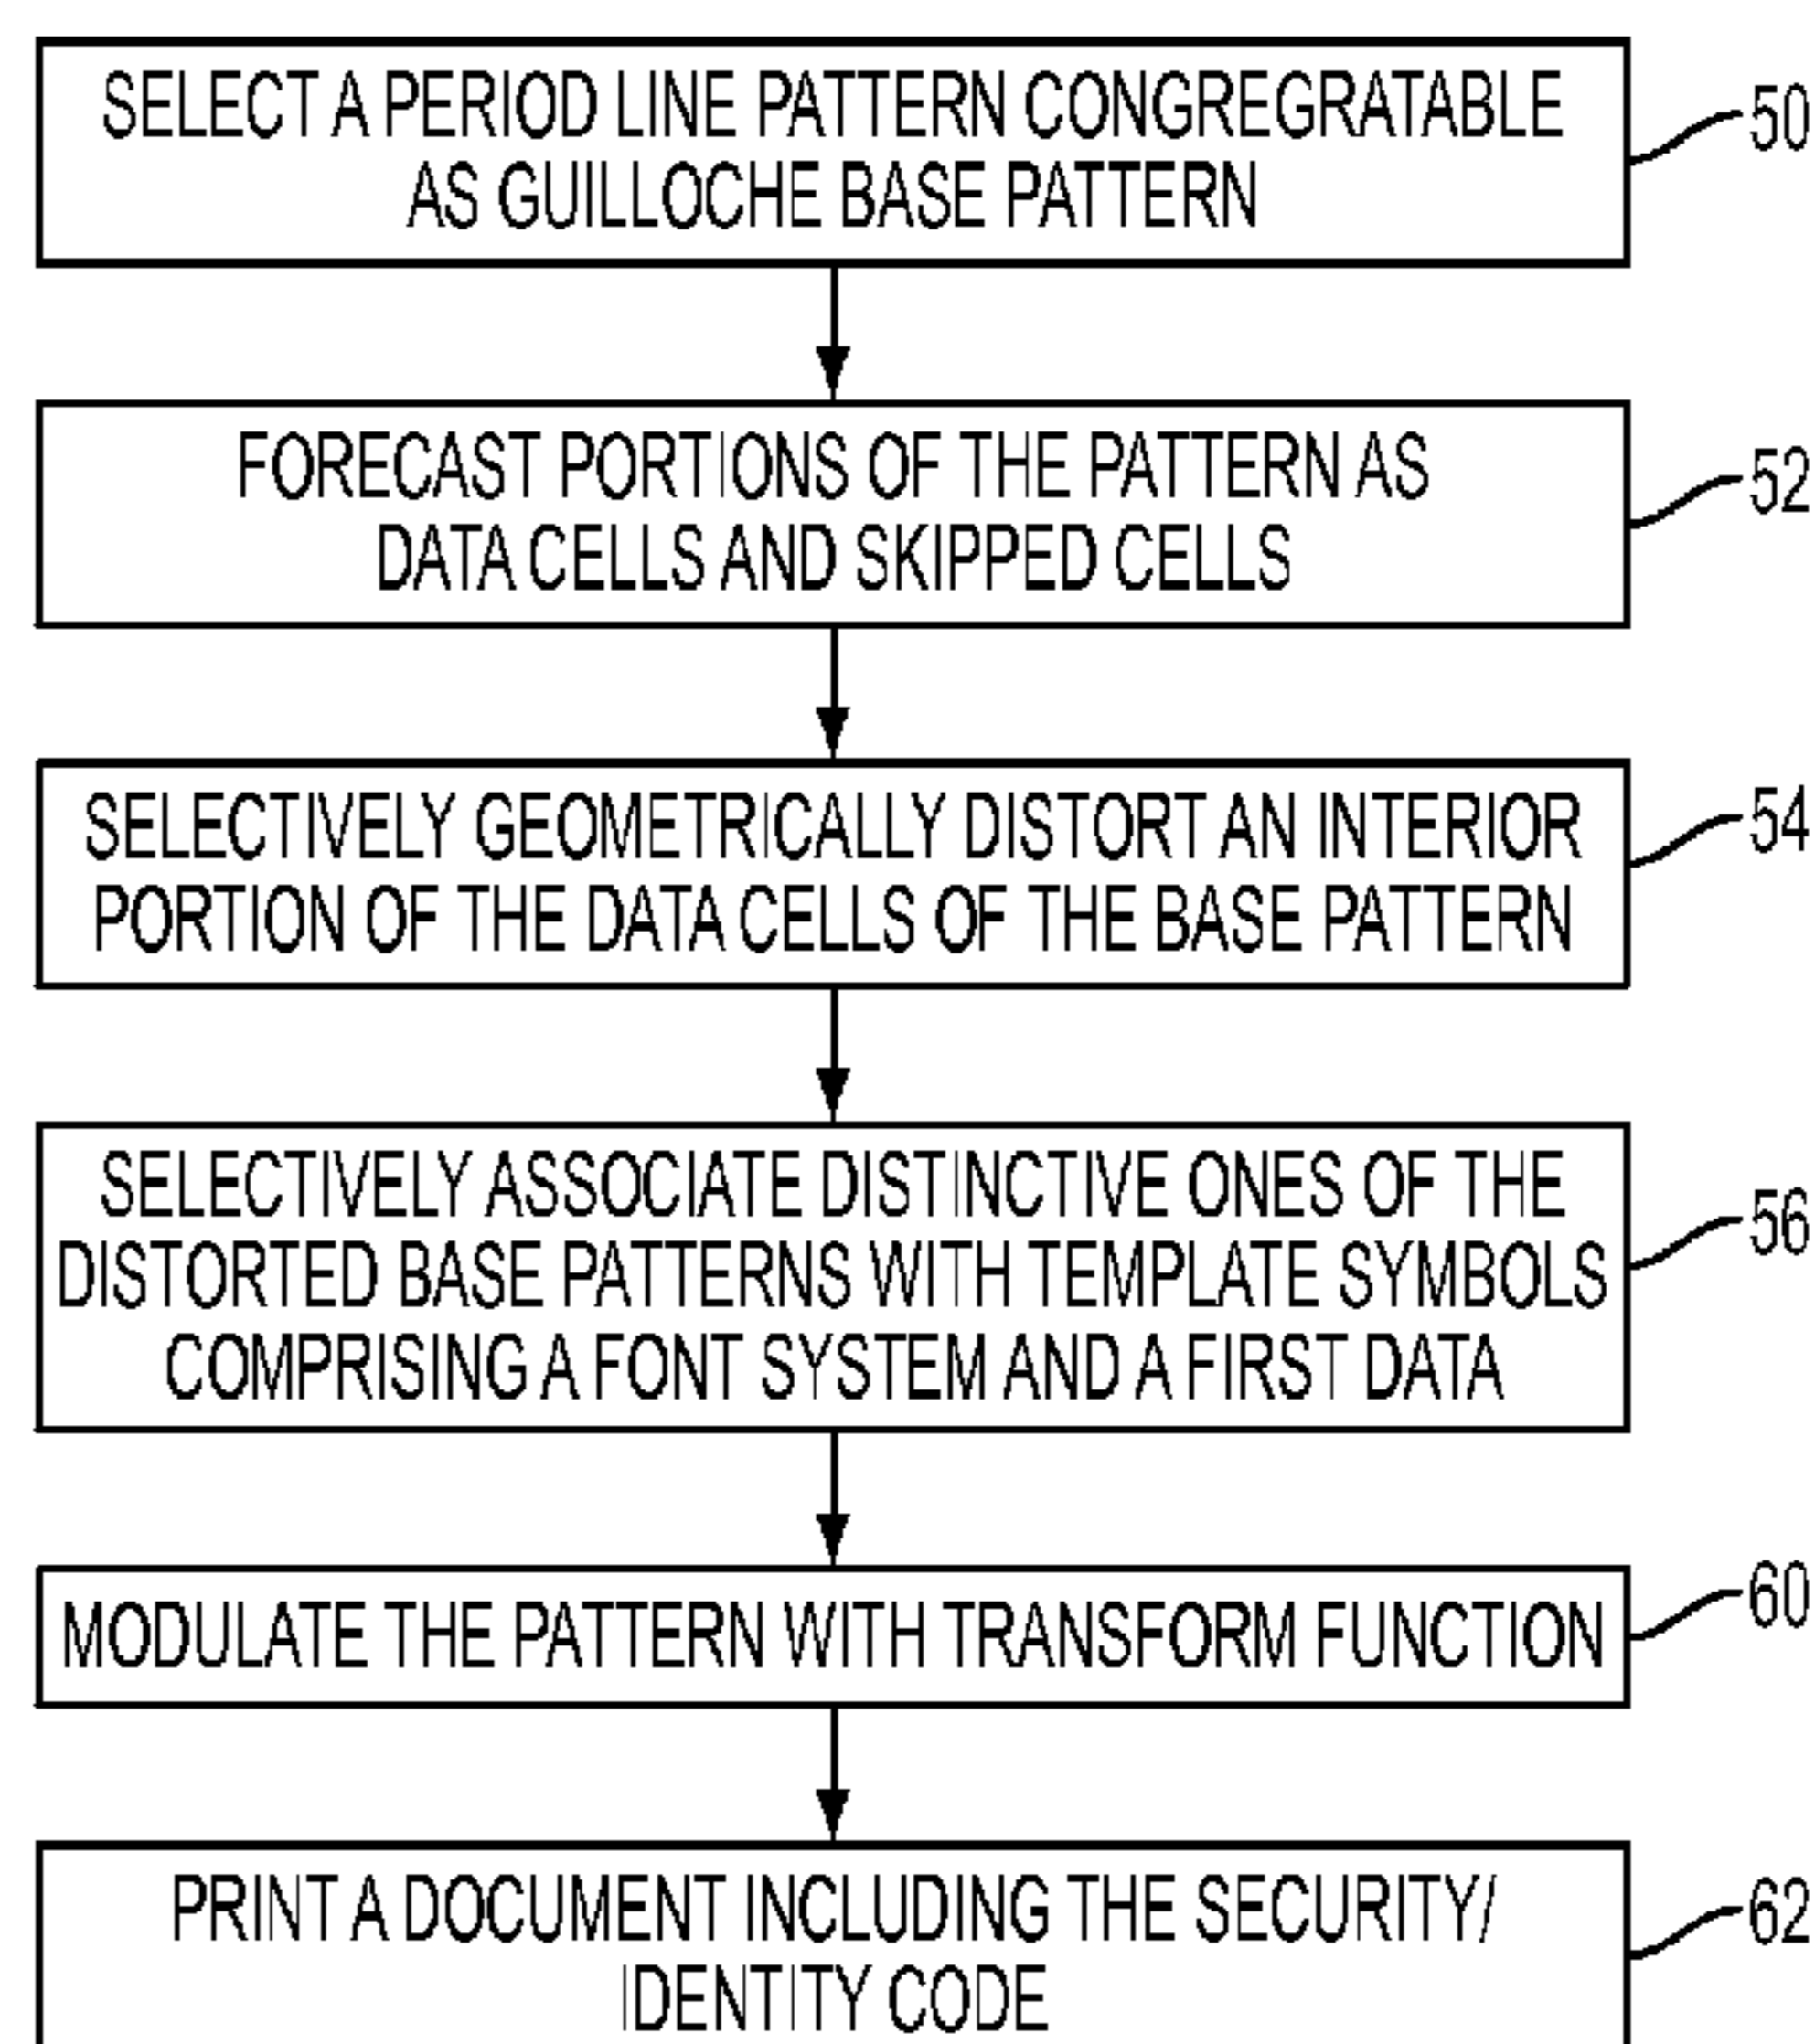 SELECT A PERIOD LINE PATTERN CONGREGRATABLE
AS GUILLOCHE BASE PATTERN
50
FORECAST PORTIONS OF THE PATTERN AS
DATA CELLS AND SKIPPED CELLS
52
SELECTIVELY GEOMETRICALLY DISTORT AN INTERIOR
PORTION OF THE DATA CELLS OF THE BASE PATTERN
54
SELECTIVELY ASSOCIATE DISTINCTIVE ONES OF THE
DISTORTED BASE PATTERNS WITH TEMPLATE SYMBOLS
COMPRISING A FONT SYSTEM AND A FIRST DATA
56
MODULATE THE PATTERN WITH TRANSFORM FUNCTION
60
PRINT A DOCUMENT INCLUDING THE SECURITY/
IDENTITY CODE
62